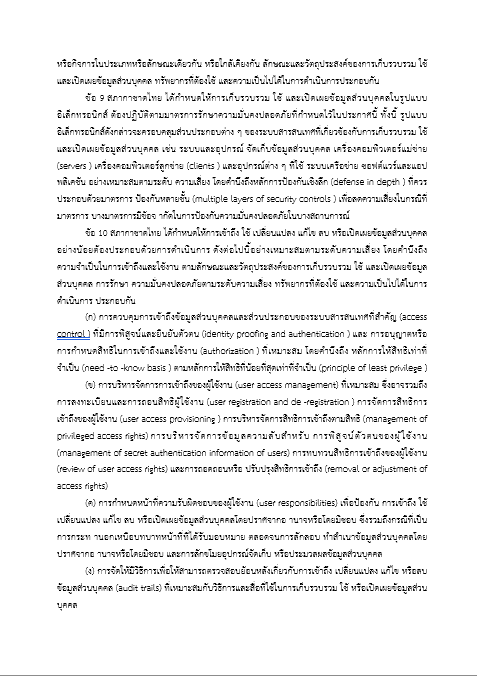 หรือกิจการในประเภทหรือลักษณะเดียวกัน หรือใกล้เคียงกัน ลักษณะและวัตถุประสงค์ของการเก็บรวบรวม ใช้
และเปิดเผยข้อมูลส่วนบุคคล ทรัพยากรที่ต้องใช้ และความเป็นไปได้ในการดำเนินการประกอบกัน
ข้อ 9 สภากาชาดไทย ได้กำหนดให้การเก็บรวบรวม ใช้ และเปิดเผยข้อมูลส่วนบุคคลในรูปแบบ
อิเล็กทรอนิกส์ ต้องปฏิบัติตามมาตรการรักษาความมั่นคงปลอดภัยที่กำหนดไว้ในประกาศนี้ ทั้งนี้ รูปแบบ
อิเล็กทรอนิกส์ดังกล่าวจะครอบคลุมส่วนประกอบต่าง ๆ ของระบบสารสนเทศที่เกี่ยวข้องกับการเก็บรวบรวม ใช้
และเปิดเผยข้อมูลส่วนบุคคล เช่น ระบบและอุปกรณ์ จัดเก็บข้อมูลส่วนบุคคล เครื่องคอมพิวเตอร์แม่ข่าย
(servers ) เครื่องคอมพิวเตอร์ลูกข่าย (clients ) และอุปกรณ์ต่าง ๆ ที่ใช้ ระบบเครือข่าย ซอฟต์แวร์และแอป
พลิเคชัน อย่างเหมาะสมตามระดับ ความเสี่ยง โดยคำนึงถึงหลักการป้องกันเชิงลึก (defense in depth ) ที่ควร
ประกอบด้วยมาตรการ ป้องกันหลายชั้น (multiple layers of security controls ) เพื่อลดความเสี่ยงในกรณีที่
มาตรการ บางมาตรการมีข้อจ ากัดในการป้องกันความมั่นคงปลอดภัยในบางสถานการณ์
ข้อ 10 สภากาชาดไทย ได้กำหนดให้การเข้าถึง ใช้ เปลี่ยนแปลง แก้ไข ลบ หรือเปิดเผยข้อมูลส่วนบุคคล
อย่างน้อยต้องประกอบด้วยการดำเนินการ ดังต่อไปนี้อย่างเหมาะสมตามระดับความเสี่ยง โดยคำนึงถึง
ความจำเป็นในการเข้าถึงและใช้งาน ตามลักษณะและวัตถุประสงค์ของการเก็บรวบรวม ใช้ และเปิดเผยข้อมูล
ส่วนบุคคล การรักษา ความมั่นคงปลอดภัยตามระดับความเสี่ยง ทรัพยากรที่ต้องใช้ และความเป็นไปได้ในการ
ดำเนินการ ประกอบกัน
(ก) การควบคุมการเข้าถึงข้อมูลส่วนบุคคลและส่วนประกอบของระบบสารสนเทศที่สำคัญ (access
control ) ที่มีการพิสูจน์และยืนยันตัวตน (identity proofing and authentication ) และ การอนุญาตหรือ
การกำหนดสิทธิในการเข้าถึงและใช้งาน (authorization ) ที่เหมาะสม โดยคำนึงถึง หลักการให้สิทธิเท่าที่
จำเป็น (need -to -know basis ) ตามหลักการให้สิทธิที่น้อยที่สุดเท่าที่จำเป็น (principle of least privilege )
(ข) การบริหารจัดการการเข้าถึงของผู้ใช้งาน (user access management) ที่เหมาะสม ซึ่งอาจรวมถึง
การลงทะเบียนและการถอนสิทธิผู้ใช้งาน (user registration and de -registration ) การจัดการสิทธิการ
เข้าถึงของผู้ใช้งาน (user access provisioning ) การบริหารจัดการสิทธิการเข้าถึงตามสิทธิ (management of
privileged access rights) การบริหารจัดการข้อมูลความลับสำหรับ การพิสูจน์ตัวตนของผู้ใช้งาน
(management of secret authentication information of users) การทบทวนสิทธิการเข้าถึงของผู้ใช้งาน
(review of user access rights) และการถอดถอนหรือ ปรับปรุงสิทธิการเข้าถึง (removal or adjustment of
access rights)
(ค) การกำหนดหน้าที่ความรับผิดชอบของผู้ใช้งาน (user responsibilities) เพื่อป้องกัน การเข้าถึง ใช้
เปลี่ยนแปลง แก้ไข ลบ หรือเปิดเผยข้อมูลส่วนบุคคลโดยปราศจากอ านาจหรือโดยมิชอบ ซึ่งรวมถึงกรณีที่เป็น
การกระท านอกเหนือบทบาทหน้าที่ที่ได้รับมอบหมาย ตลอดจนการลักลอบ ทำสำเนาข้อมูลส่วนบุคคลโดย
ปราศจากอ านาจหรือโดยมิชอบ และการลักขโมยอุปกรณ์จัดเก็บ หรือประมวลผลข้อมูลส่วนบุคคล
(ง) การจัดให้มีวิธีการเพื่อให้สามารถตรวจสอบย้อนหลังเกี่ยวกับการเข้าถึง เปลี่ยนแปลง แก้ไข หรือลบ
ข้อมูลส่วนบุคคล (audit trails) ที่เหมาะสมกับวิธีการและสื่อที่ใช้ในการเก็บรวบรวม ใช้ หรือเปิดเผยข้อมูลส่วน
บุคคล